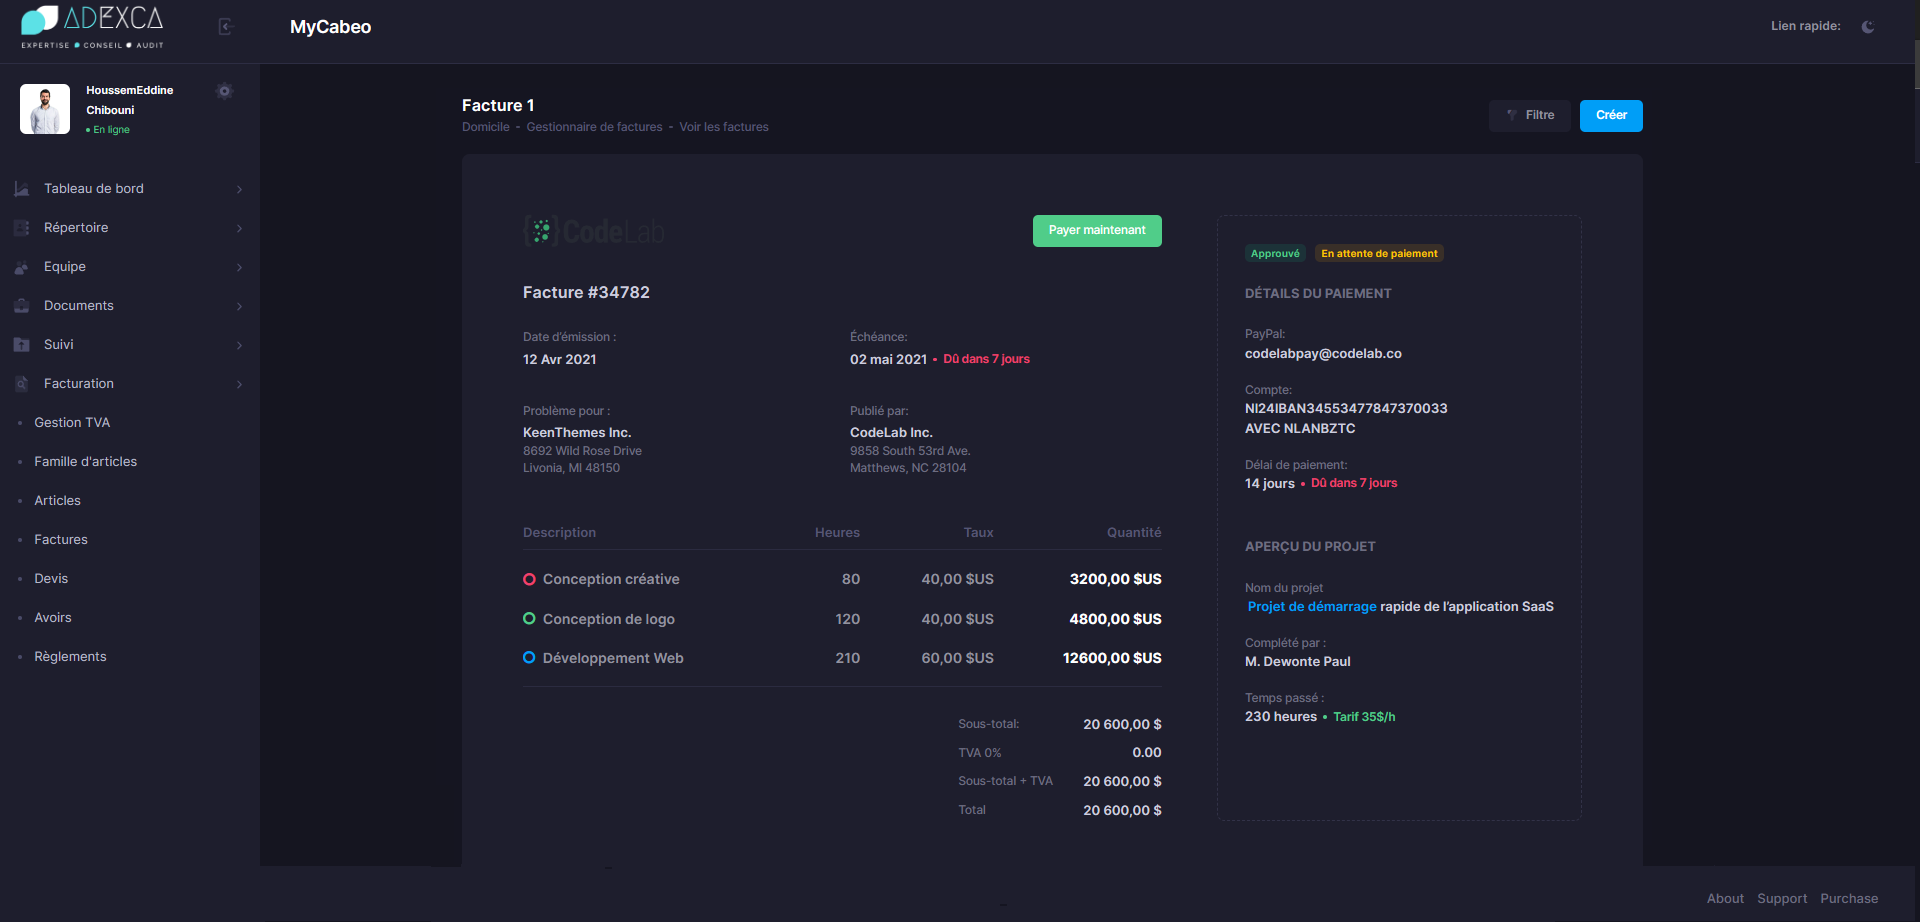 ADEXCA
EXPERTISE CONSEIL AUDIT
MyCabeo
Lien rapide:
HoussemEddine
Chibouni
En ligne
Tableau de bord
Répertoire
Equipe
Documents
Suivi
Facturation
Gestion TVA
Famille d'articles
Articles
Factures
Devis
Avoirs
Règlements
Facture 1
Domicile - Gestionnaire de factures - Voir les factures
Filtre
Créer
CodeLab
Payer maintenant
Facture #34782
Date d’émission :
12 Avr 2021
Échéance:
02 mai 2021 • Dû dans 7 jours
Problème pour :
KeenThemes Inc.
8692 Wild Rose Drive
Livonia, MI 48150
Publié par:
CodeLab Inc.
9858 South 53rd Ave.
Matthews, NC 28104
Description Heures Taux Quantité
Conception créative 80 40,00 $US 3200,00 $US
Conception de logo 120 40,00 $US 4800,00 $US
Développement Web 210 60,00 $US 12600,00 $US
Sous-total: 20 600,00 $
TVA 0% 0.00
Sous-total + TVA 20 600,00 $
Total 20 600,00 $
Approuvé En attente de paiement
DÉTAILS DU PAIEMENT
PayPal:
codelabpay@codelab.co
Compte:
NI24IBAN34553477847370033
AVEC NLANBZTC
Délai de paiement:
14 jours • Dû dans 7 jours
APERÇU DU PROJET
Nom du projet
Projet de démarrage rapide de l’application SaaS
Complété par :
M. Dewonte Paul
Temps passé :
230 heures • Tarif 35$/h
About Support Purchase